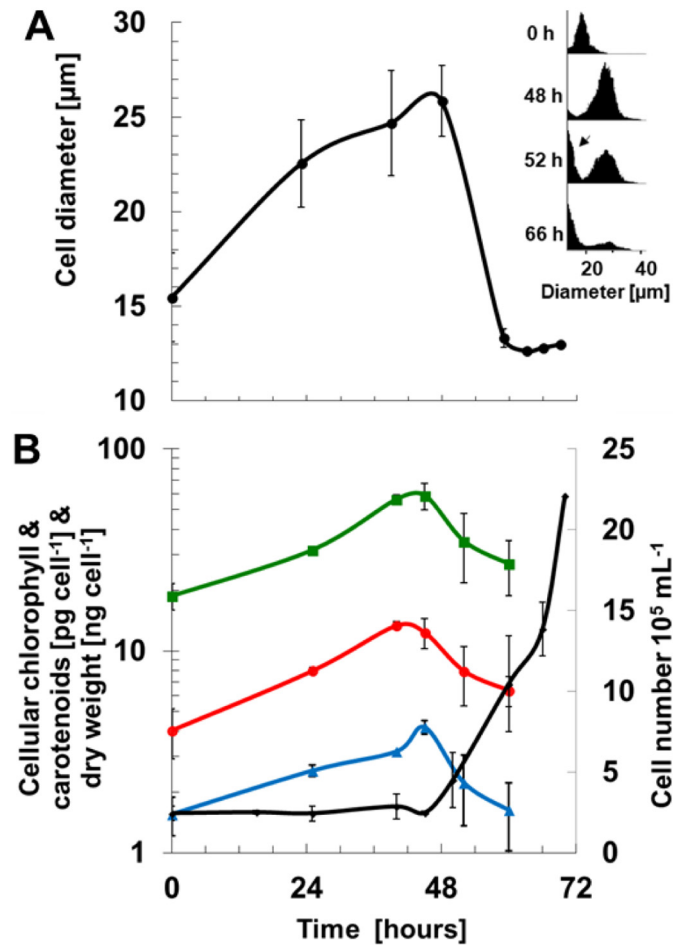 A
Cell diameter [µm]
30
25
20
15
10
0 h
48 h
52 h
66 h
20 40
Diameter [µm]
B
Cellular chlorophyll &
carotenoids [pg cell-1] &
dry weight [ng cell-1]
100
10
1
25
20
15
10
5
0
Cell number 10⁵ mL⁻¹
0 24 48 72
Time [hours]